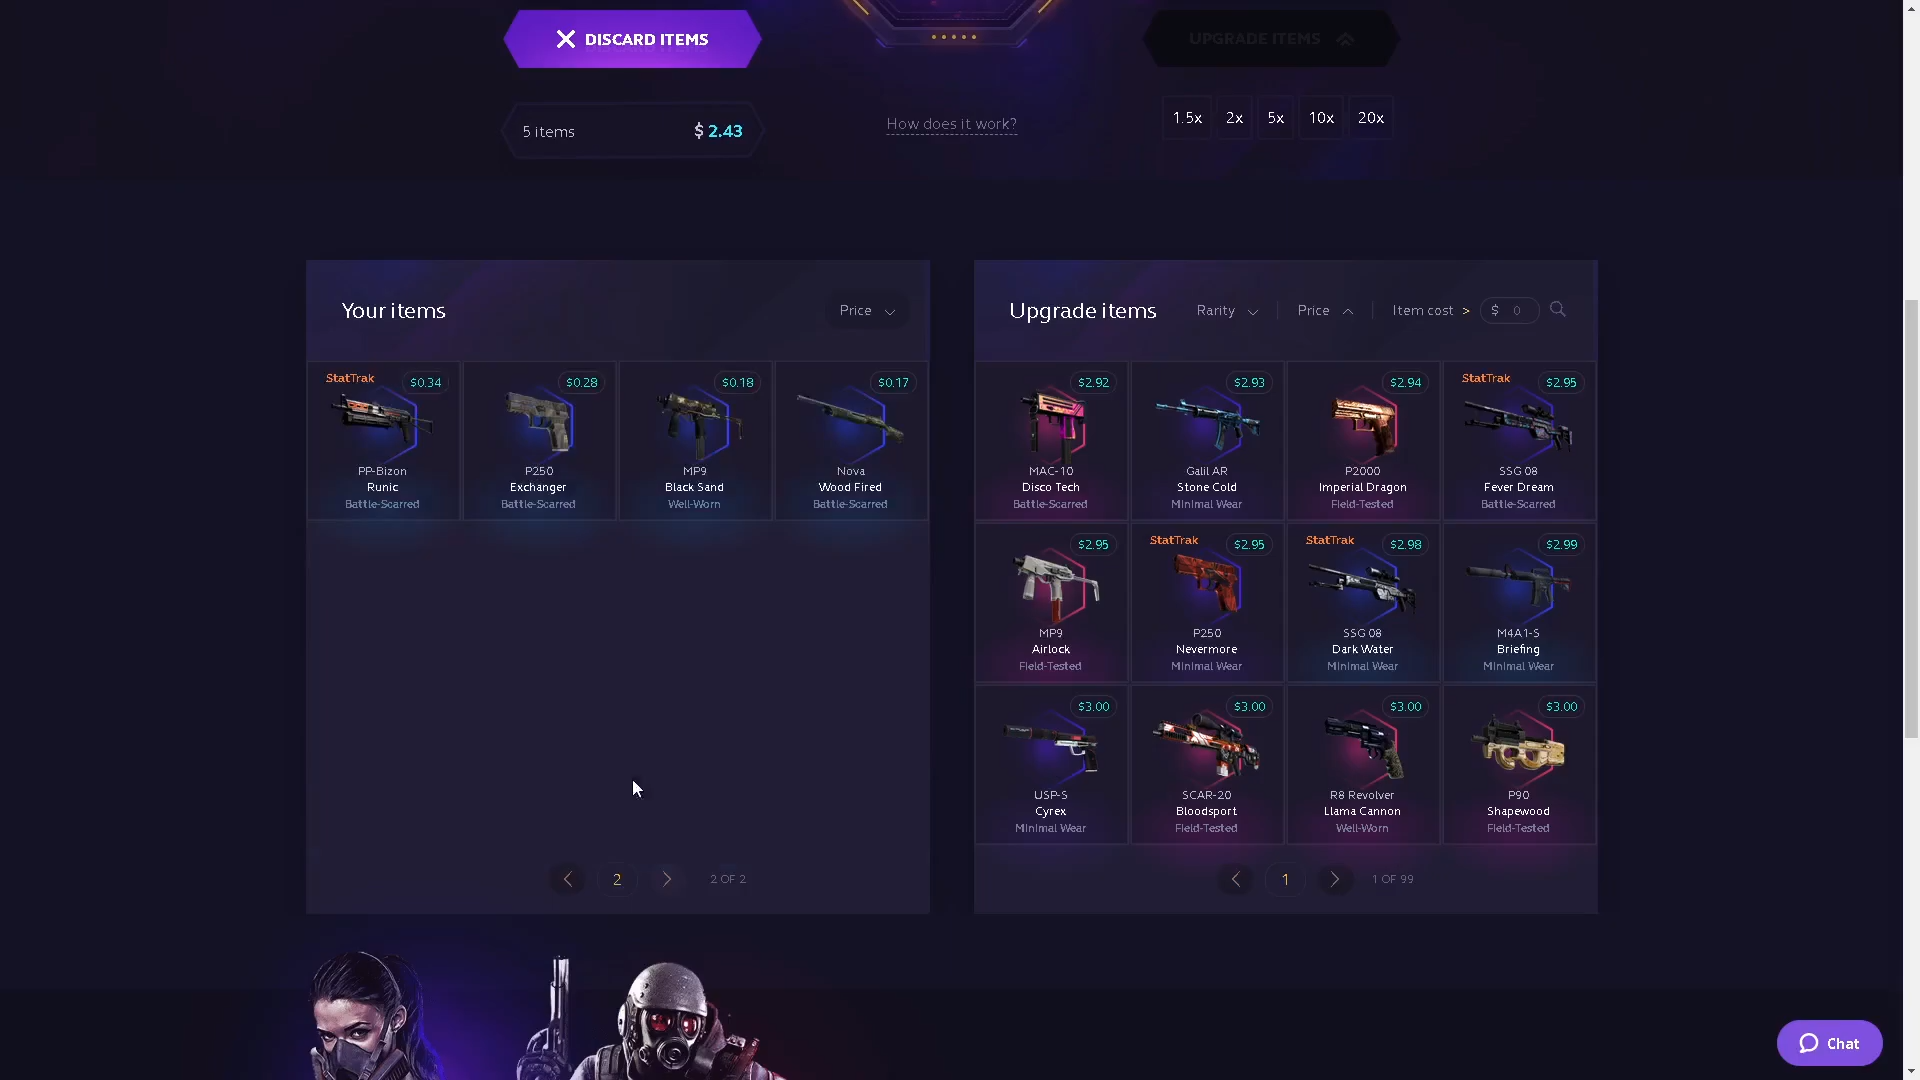 DISCARD ITEMS
UPGRADE ITEMS
5 items
$ 2.43
How does it work?
1.5x
2x
5x
10x
20x
Your items
Price
StatTrak
$0.34
PP-Bizon
Runic
Battle-Scarred
$0.28
P250
Exchanger
Battle-Scarred
$0.18
MP9
Black Sand
Well-Worn
$0.17
Nova
Wood Fired
Battle-Scarred
2
2 OF 2
Upgrade items
Rarity
Price
Item cost >
$ 0
$2.92
MAC-10
Disco Tech
Battle-Scarred
$2.93
Galil AR
Stone Cold
Minimal Wear
$2.94
P2000
Imperial Dragon
Field-Tested
StatTrak
$2.95
SSG 08
Fever Dream
Battle-Scarred
$2.95
MP9
Airlock
Field-Tested
StatTrak
$2.95
P250
Nevermore
Minimal Wear
StatTrak
$2.98
SSG 08
Dark Water
Minimal Wear
$2.99
M4A1-S
Briefing
Minimal Wear
$3.00
USP-S
Cyrex
Minimal Wear
$3.00
SCAR-20
Bloodsport
Field-Tested
$3.00
R8 Revolver
Llama Cannon
Well-Worn
$3.00
P90
Shapewood
Field-Tested
1
1 OF 99
Chat